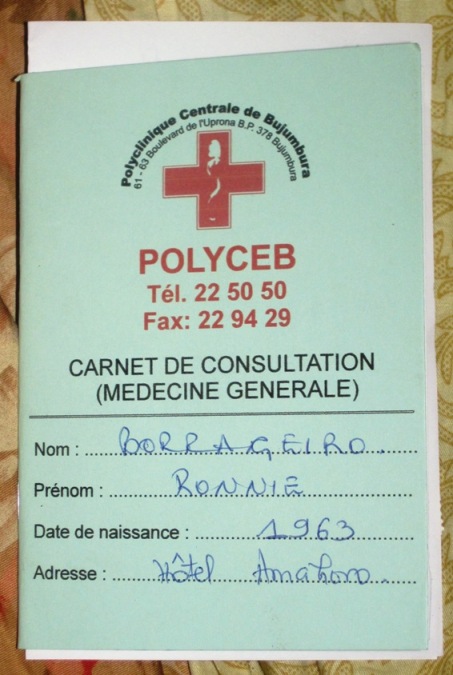 Polyclinique Centrale de Bujumbura
61 - 63 Boulevard de l'Uprona B.P. 378 Bujumbura
POLYCEB
Tél. 22 50 50
Fax: 22 94 29
CARNET DE CONSULTATION
(MEDECINE GENERALE)
Nom : BORRAGEIRO.
Prénom : RONNIE
Date de naissance : 1963
Adresse : Hôtel Amahoro.